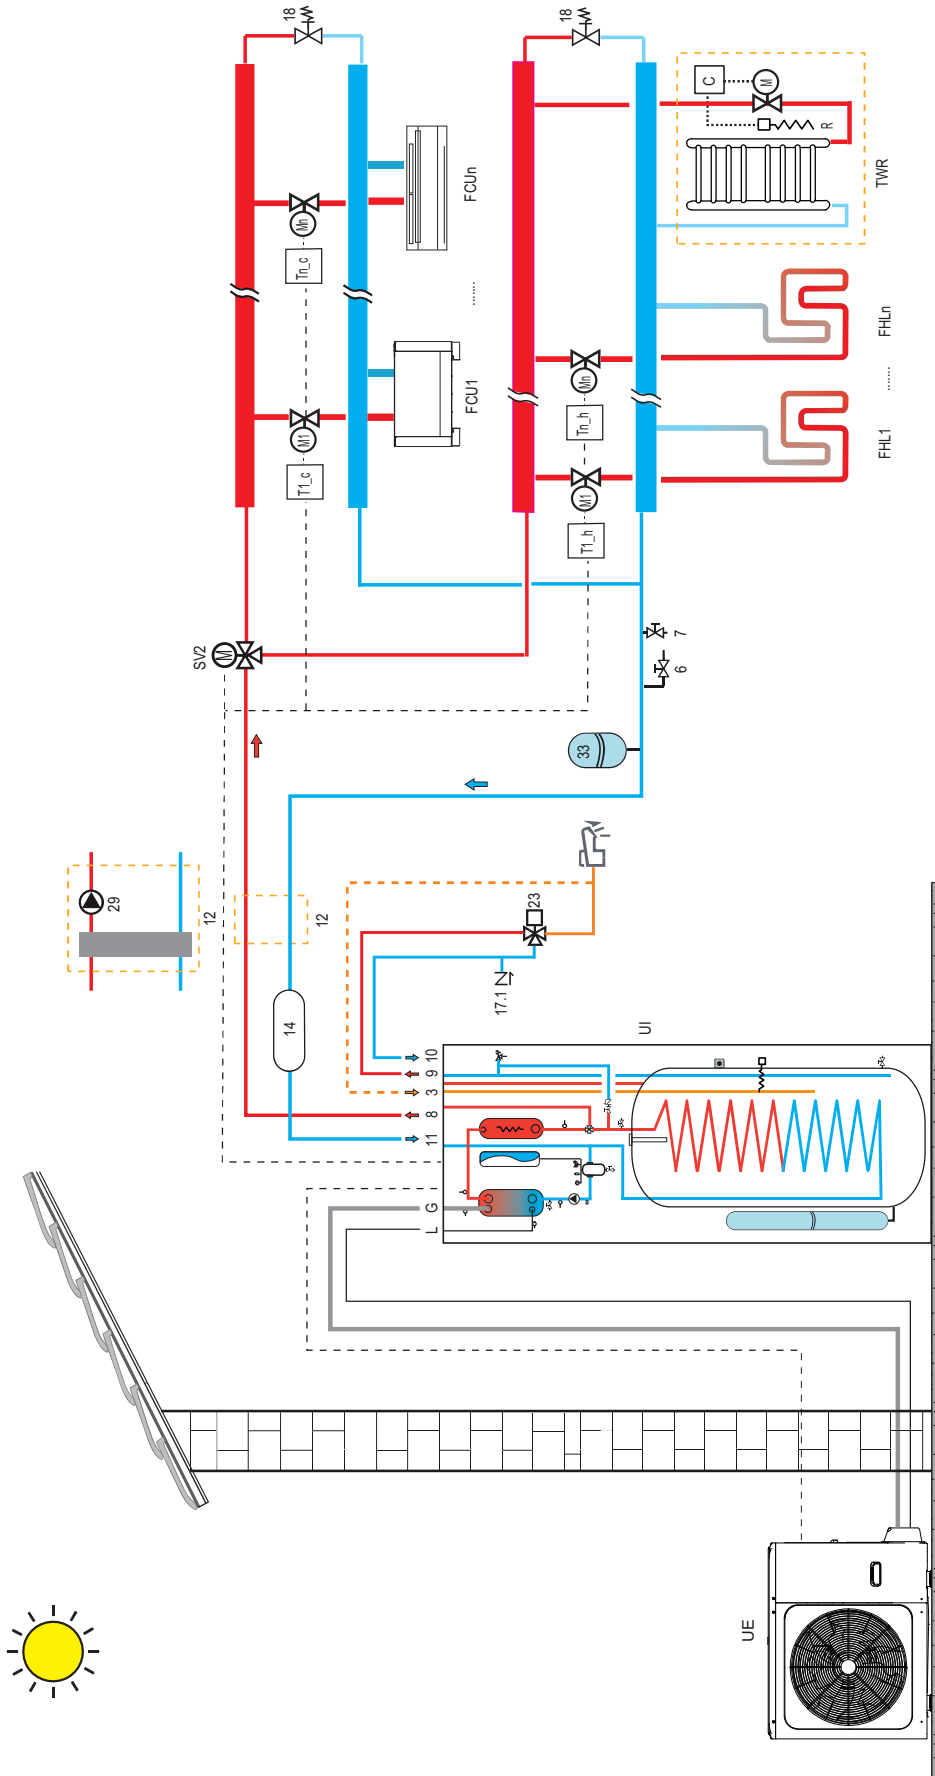 18
18
C
M
R
TWR
FCUn
Mn
Tn_c
FHLn
Mn
FCU1
M1
Tn_h
FHL1
T1_c
M1
T1_h
SV2
M
7
6
33
29
12
12
23
14
17.1
UI
10
9
3
8
11
G
L
UE